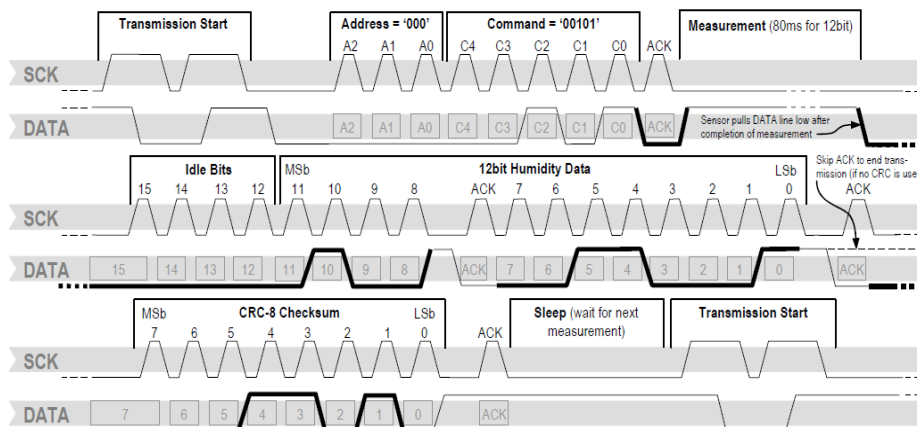 Transmission Start Address = ‘000’ Command = ‘00101’ Measurement (80ms for 12bit)
A2 A1 A0 C4 C3 C2 C1 C0 ACK
SCK
DATA A2 A1 A0 C4 C3 C2 C1 C0 ACK
Sensor pulls DATA line low after
completion of measurement
Skip ACK to end trans-
mission (if no CRC is use
Idle Bits MSb 12bit Humidity Data LSb
15 14 13 12 11 10 9 8 ACK 7 6 5 4 3 2 1 0 ACK
SCK
DATA 15 14 13 12 11 10 9 8 ACK 7 6 5 4 3 2 1 0 ACK
MSb CRC-8 Checksum LSb Sleep (wait for next Transmission Start
measurement)
7 6 5 4 3 2 1 0 ACK
SCK
DATA 7 6 5 4 3 2 1 0 ACK